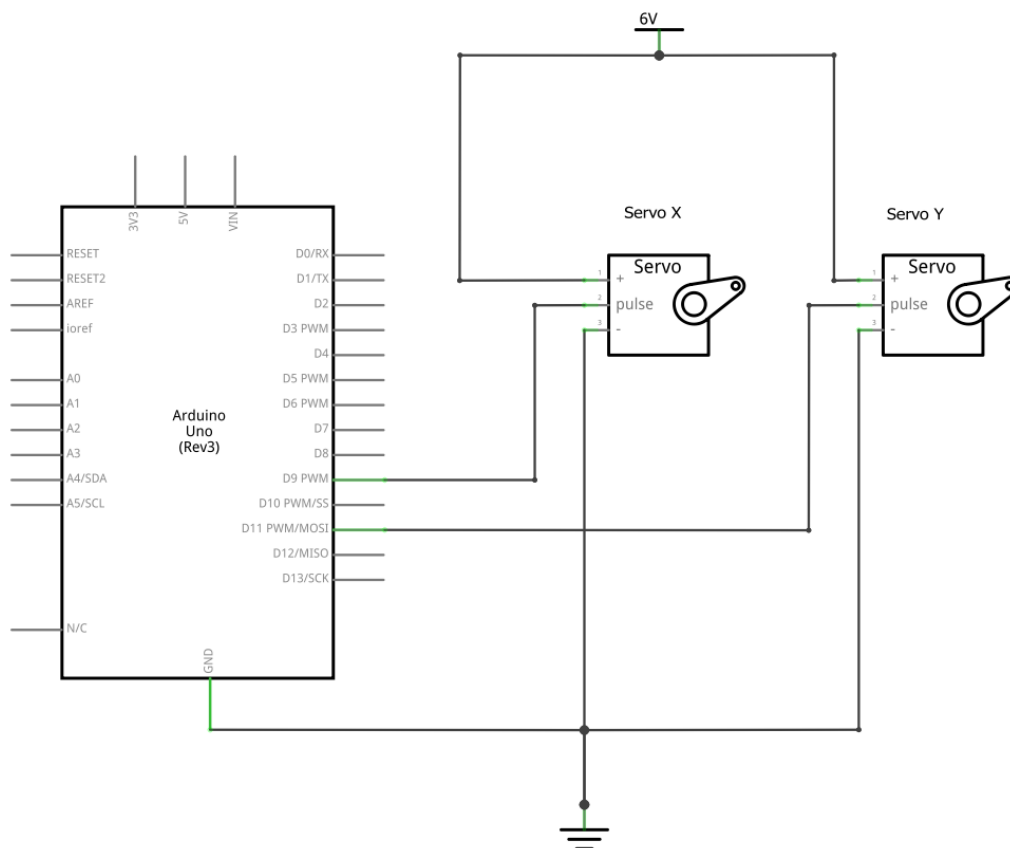 6V
3V3
5V
VIN
Servo X
Servo Y
RESET
RESET2
AREF
ioref
A0
A1
A2
A3
A4/SDA
A5/SCL
N/C
Arduino
Uno
(Rev3)
D0/RX
D1/TX
D2
D3 PWM
D4
D5 PWM
D6 PWM
D7
D8
D9 PWM
D10 PWM/SS
D11 PWM/MOSI
D12/MISO
D13/SCK
GND
Servo
1 +
2 pulse
3 -
Servo
1 +
2 pulse
3 -